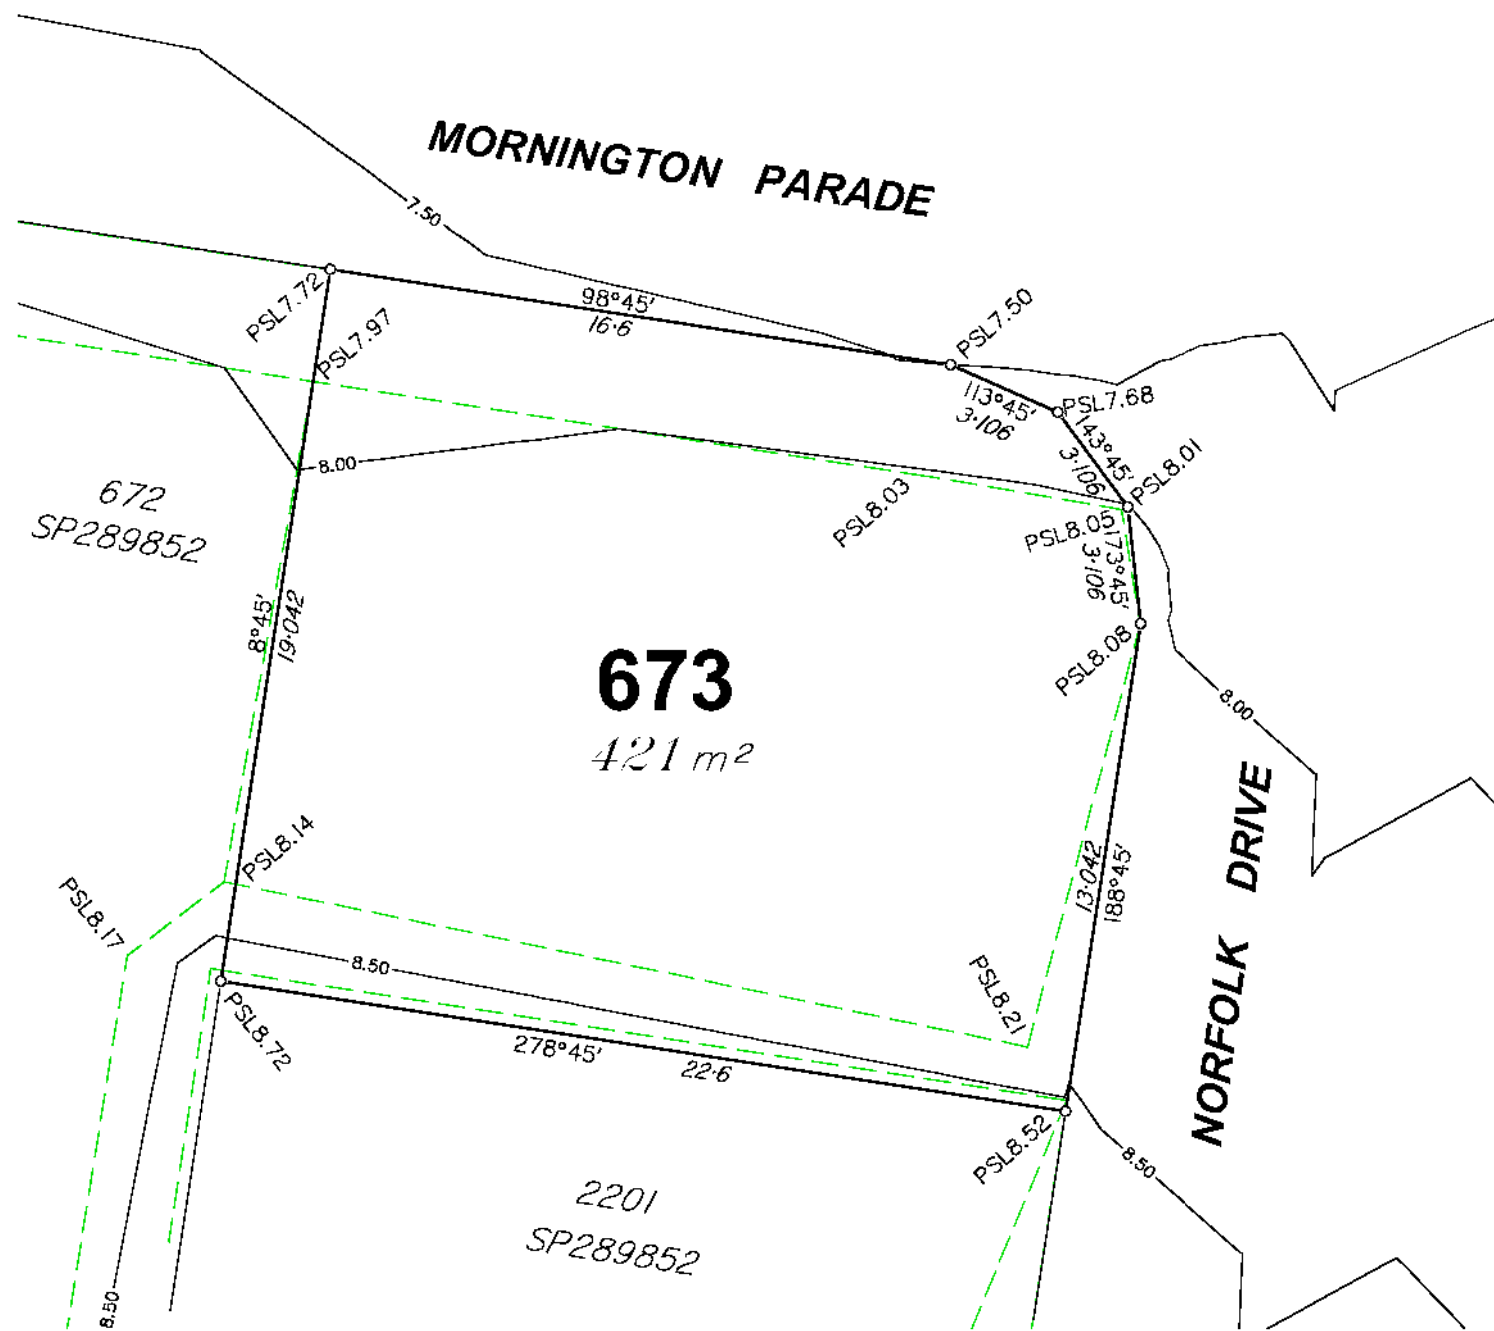 MORNINGTON PARADE
7.50
PSL7.72
98°45'
16·6
PSL7.50
PSL7.97
113°45'
3·106
PSL7.68
143°45'
3·106
PSL8.01
8.00
672
SP289852
PSL8.03
PSL8.05
173°45'
3·106
8°45'
19·042
PSL8.08
673
421 m²
8.00
NORFOLK DRIVE
PSL8.14
13·042
188°45'
PSL8.17
8.50
PSL8.21
PSL8.72
278°45'
22·6
PSL8.52
8.50
2201
SP289852
8.50